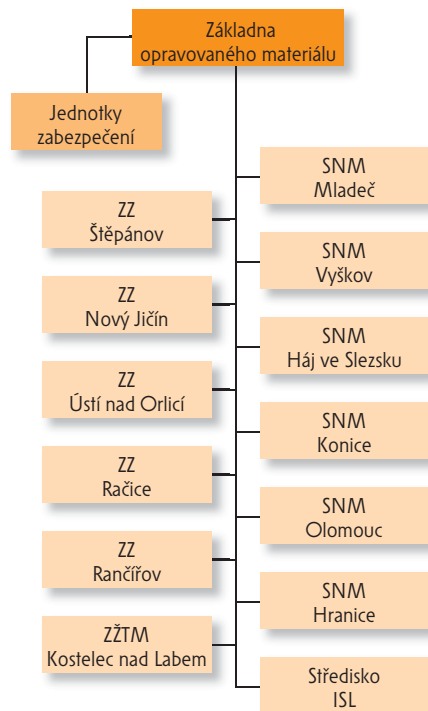 Základna
opravovaného materiálu
Jednotky
zabezpečení
SNM
Mladeč
ZZ
Štěpánov
SNM
Vyškov
ZZ
Nový Jičín
SNM
Háj ve Slezsku
ZZ
Ústí nad Orlicí
SNM
Konice
ZZ
Račice
SNM
Olomouc
ZZ
Rančířov
SNM
Hranice
ZŽTM
Kostelec nad Labem
Středisko
ISL